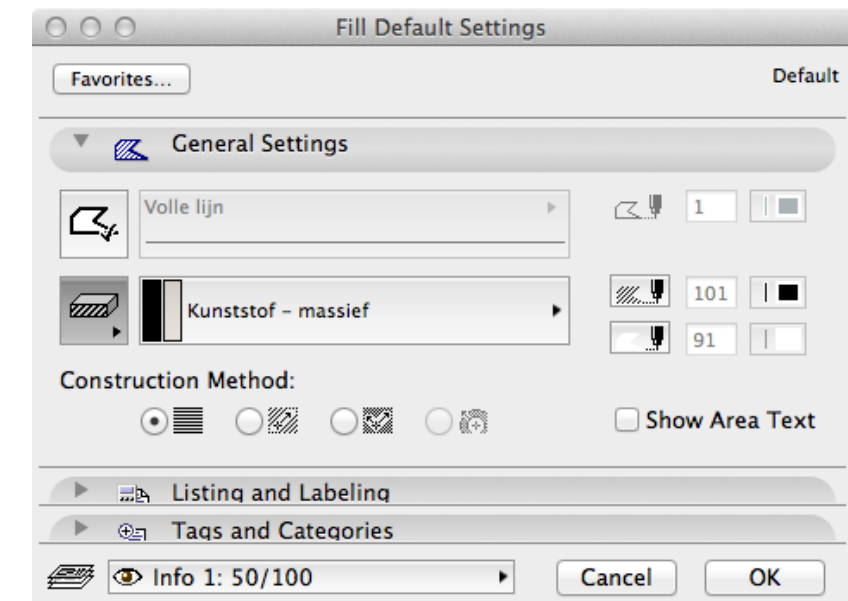 Fill Default Settings
Favorites...
Default
General Settings
Volle lijn
1
Kunststof – massief
101
91
Construction Method:
Show Area Text
Listing and Labeling
Tags and Categories
Info 1: 50/100
Cancel
OK